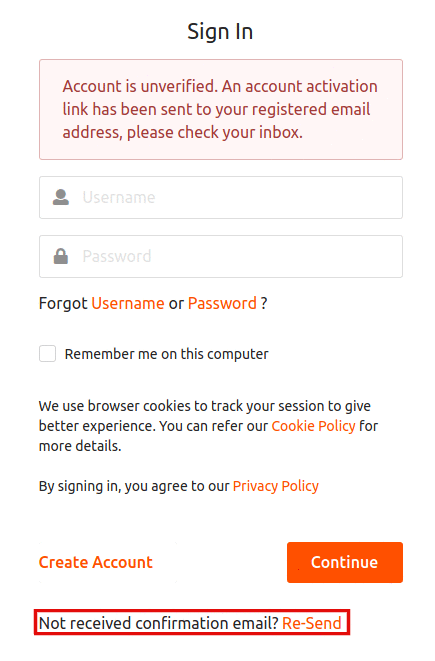 Sign In
Account is unverified. An account activation
link has been sent to your registered email
address, please check your inbox.
Username
Password
Forgot Username or Password ?
Remember me on this computer
We use browser cookies to track your session to give
better experience. You can refer our Cookie Policy for
more details.
By signing in, you agree to our Privacy Policy
Create Account Continue
Not received confirmation email? Re-Send